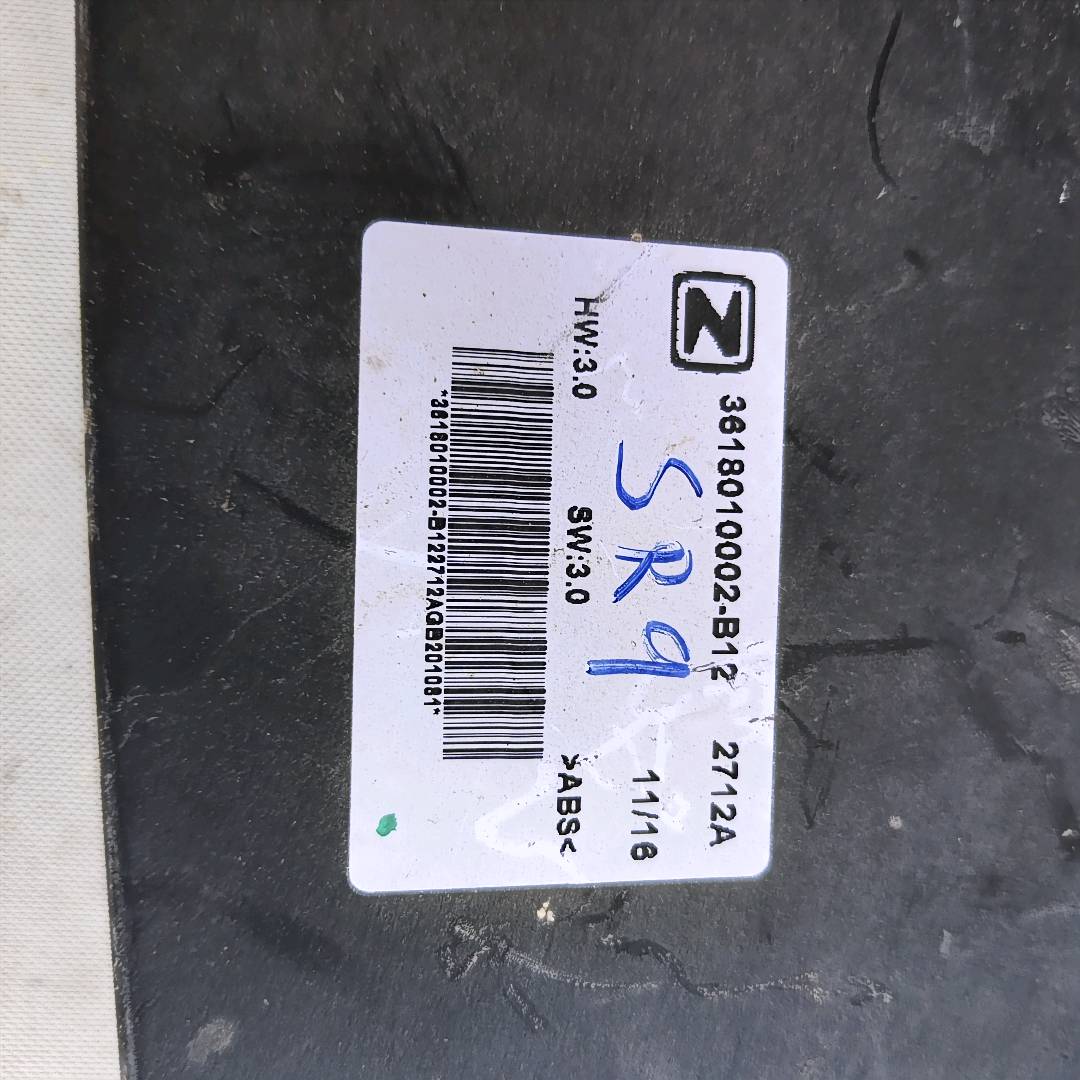 Z 3618010002-B12 2712A
11/16
SR9
HW:3.0 SW:3.0 >ABS<
*3618010002-B122712AGB201081*